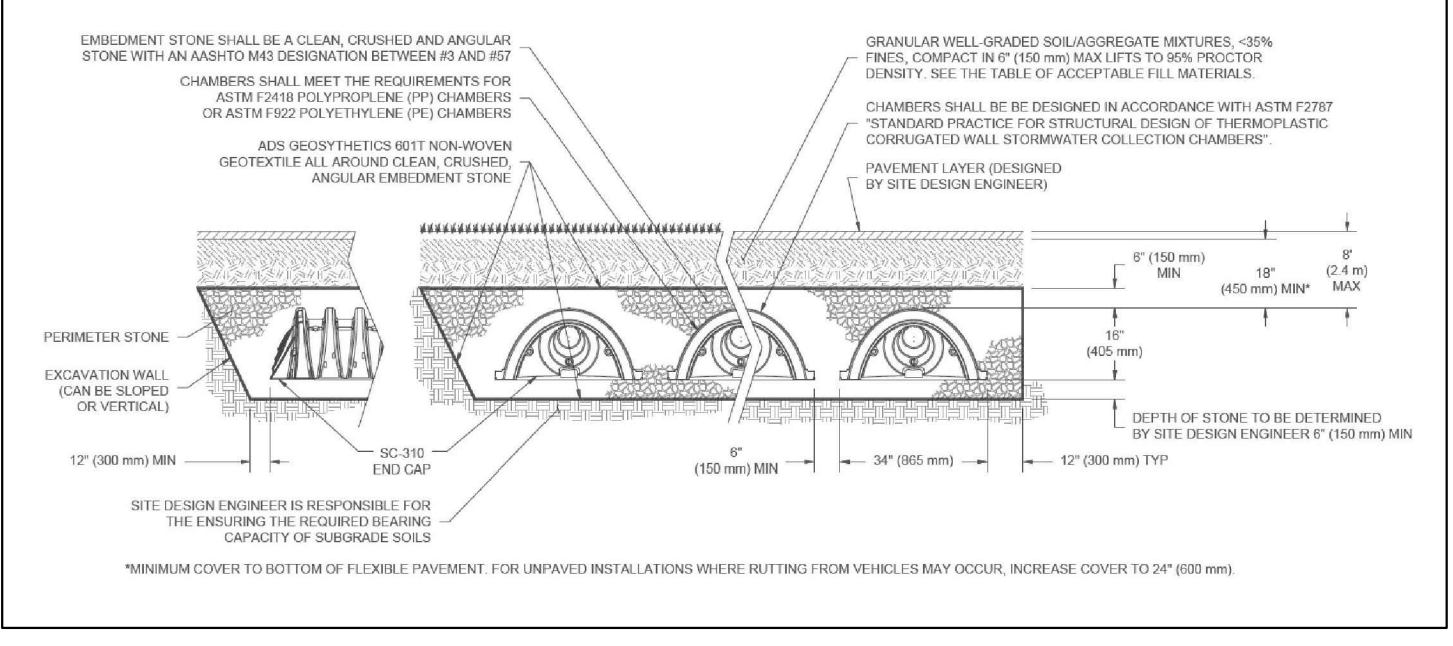 EMBEDMENT STONE SHALL BE A CLEAN, CRUSHED AND ANGULAR
STONE WITH AN AASHTO M43 DESIGNATION BETWEEN #3 AND #57
CHAMBERS SHALL MEET THE REQUIREMENTS FOR
ASTM F2418 POLYPROPLENE (PP) CHAMBERS
OR ASTM F922 POLYETHYLENE (PE) CHAMBERS
ADS GEOSYTHETICS 601T NON-WOVEN
GEOTEXTILE ALL AROUND CLEAN, CRUSHED,
ANGULAR EMBEDMENT STONE
GRANULAR WELL-GRADED SOIL/AGGREGATE MIXTURES, <35%
FINES, COMPACT IN 6" (150 mm) MAX LIFTS TO 95% PROCTOR
DENSITY. SEE THE TABLE OF ACCEPTABLE FILL MATERIALS.
CHAMBERS SHALL BE BE DESIGNED IN ACCORDANCE WITH ASTM F2787
"STANDARD PRACTICE FOR STRUCTURAL DESIGN OF THERMOPLASTIC
CORRUGATED WALL STORMWATER COLLECTION CHAMBERS".
PAVEMENT LAYER (DESIGNED
BY SITE DESIGN ENGINEER)
6" (150 mm)
MIN
18"
(450 mm) MIN*
8'
(2.4 m)
MAX
16"
(405 mm)
PERIMETER STONE
EXCAVATION WALL
(CAN BE SLOPED
OR VERTICAL)
DEPTH OF STONE TO BE DETERMINED
BY SITE DESIGN ENGINEER 6" (150 mm) MIN
12" (300 mm) MIN
SC-310
END CAP
6"
(150 mm) MIN
34" (865 mm)
12" (300 mm) TYP
SITE DESIGN ENGINEER IS RESPONSIBLE FOR
THE ENSURING THE REQUIRED BEARING
CAPACITY OF SUBGRADE SOILS
*MINIMUM COVER TO BOTTOM OF FLEXIBLE PAVEMENT. FOR UNPAVED INSTALLATIONS WHERE RUTTING FROM VEHICLES MAY OCCUR, INCREASE COVER TO 24" (600 mm).